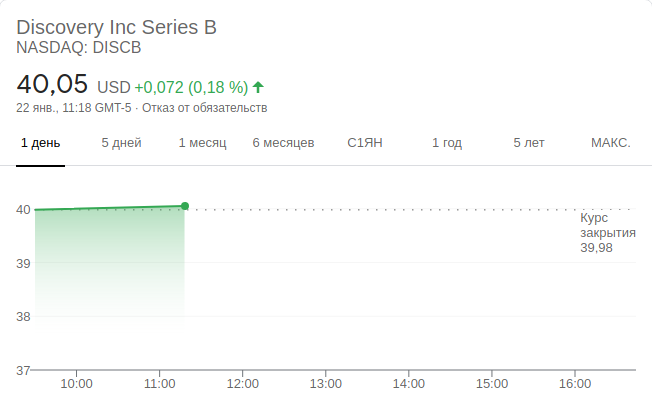 Discovery Inc Series B
NASDAQ: DISCB
40,05 USD +0,072 (0,18 %)
22 янв., 11:18 GMT-5 · Отказ от обязательств
1 день 5 дней 1 месяц 6 месяцев С1ЯН 1 год 5 лет МАКС.
40
Курс
закрытия
39,98
39
38
37
10:00 11:00 12:00 13:00 14:00 15:00 16:00